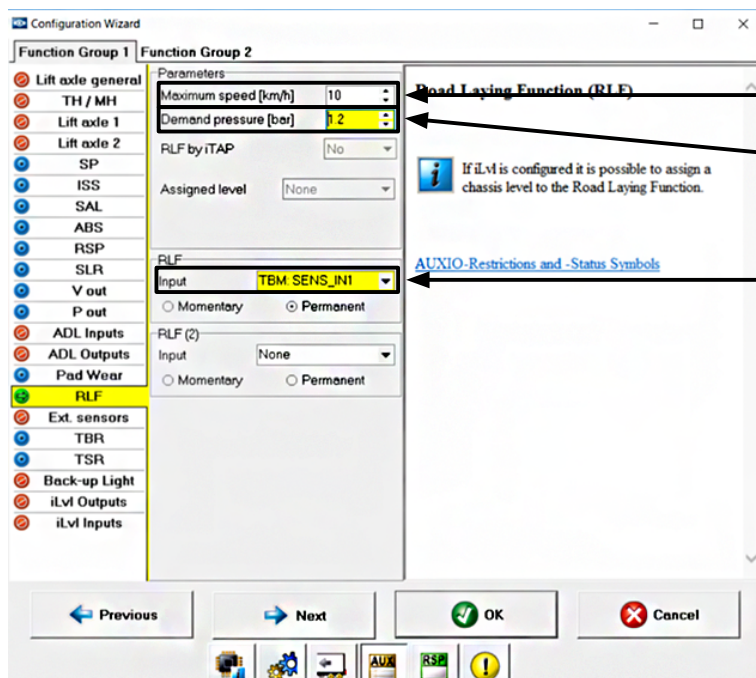 Configuration Wizard
Function Group 1 Function Group 2
Lift axle general
TH / MH
Lift axle 1
Lift axle 2
SP
ISS
SAL
ABS
RSP
SLR
V out
P out
ADL Inputs
ADL Outputs
Pad Wear
RLF
Ext. sensors
TBR
TSR
Back-up Light
iLvl Outputs
iLvl Inputs
Parameters
Maximum speed [km/h] 10
Demand pressure [bar] 1.2
RLF by iTAP No
Assigned level None
RLF
Input TBM: SENS_IN1
Momentary Permanent
RLF (2)
Input None
Momentary Permanent
Road Laying Function (RLF)
If iLvl is configured it is possible to assign a
chassis level to the Road Laying Function.
AUXIO-Restrictions and -Status Symbols
Previous Next OK Cancel
AUX RSP